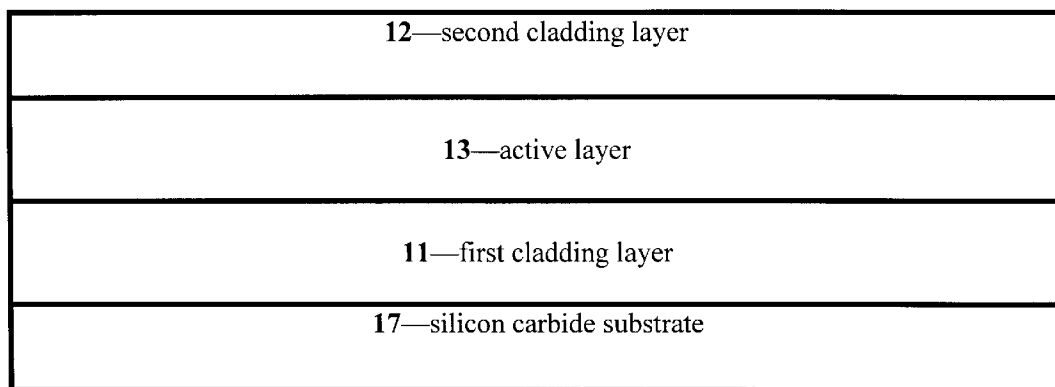 12—second cladding layer
13—active layer
11—first cladding layer
17—silicon carbide substrate